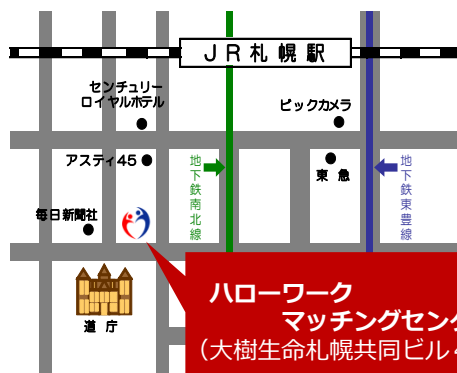 JR札幌駅
センチュリー
ロイヤルホテル
ビックカメラ
アスティ45
地下鉄南北線
東急
地下鉄東豊線
毎日新聞社
道庁
ハローワーク
マッチングセン
(大樹生命札幌共同ビル